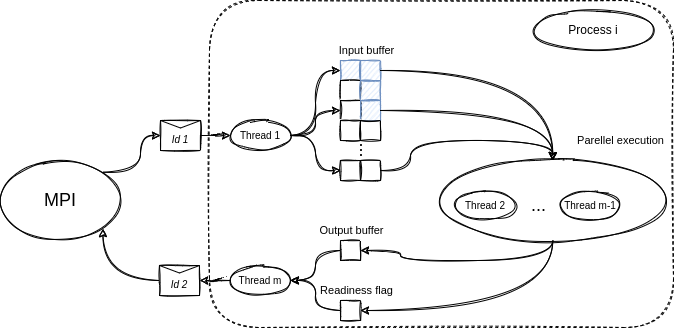 Process i
Input buffer
Id 1
Thread 1
Parellel execution
MPI
Thread 2
...
Thread m-1
Output buffer
Id 2
Thread m
Readiness flag